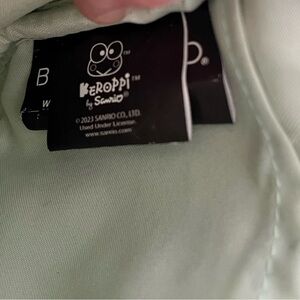 KEROPPI™
by Sanrio®
© 2023 SANRIO CO., LTD.
Used Under License.
www.sanrio.com